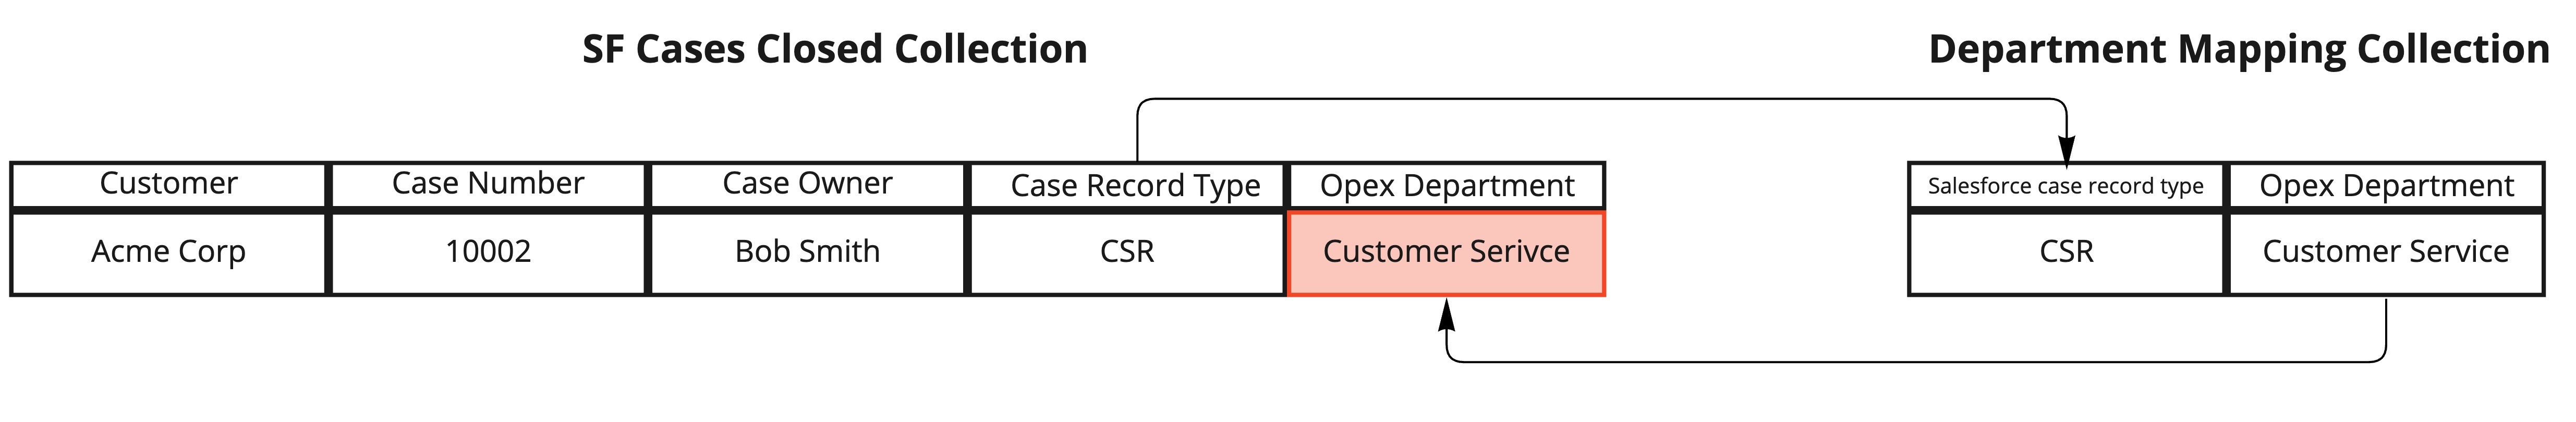 SF Cases Closed Collection
Department Mapping Collection
Customer Case Number Case Owner Case Record Type Opex Department
Acme Corp 10002 Bob Smith CSR Customer Serivce
Salesforce case record type Opex Department
CSR Customer Service